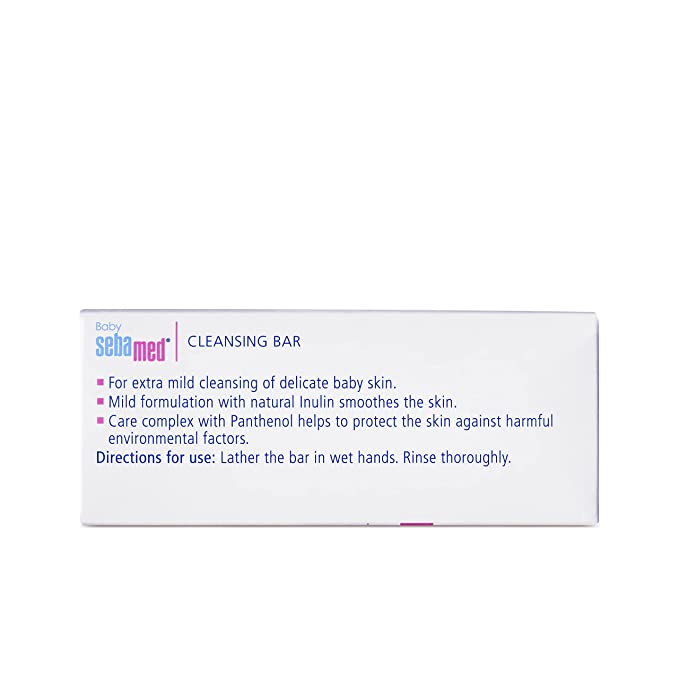 Baby
sebamed | CLEANSING BAR
▪ For extra mild cleansing of delicate baby skin.
▪ Mild formulation with natural Inulin smoothes the skin.
▪ Care complex with Panthenol helps to protect the skin against harmful
environmental factors.
Directions for use: Lather the bar in wet hands. Rinse thoroughly.